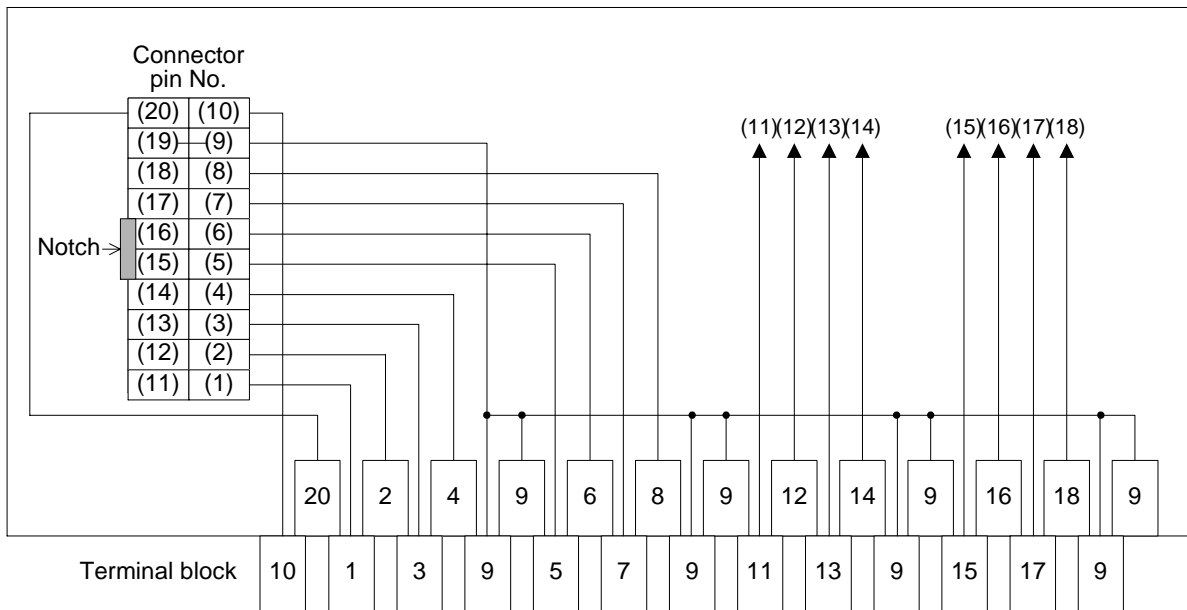 Connector
pin No.
(20) (10)
(19) (9)
(18) (8)
(17) (7)
(16) (6)
(15) (5)
(14) (4)
(13) (3)
(12) (2)
(11) (1)
Notch
(11)(12)(13)(14) (15)(16)(17)(18)
20 2 4 9 6 8 9 12 14 9 16 18 9
Terminal block 10 1 3 9 5 7 9 11 13 9 15 17 9